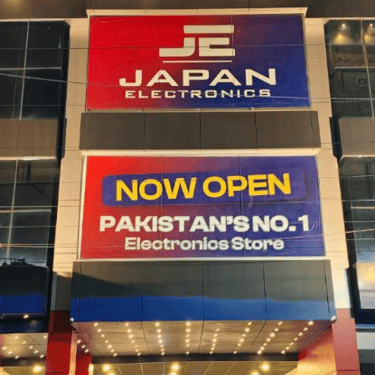 JE
JAPAN
ELECTRONICS
NOW OPEN
PAKISTAN'S NO.1
Electronics Store